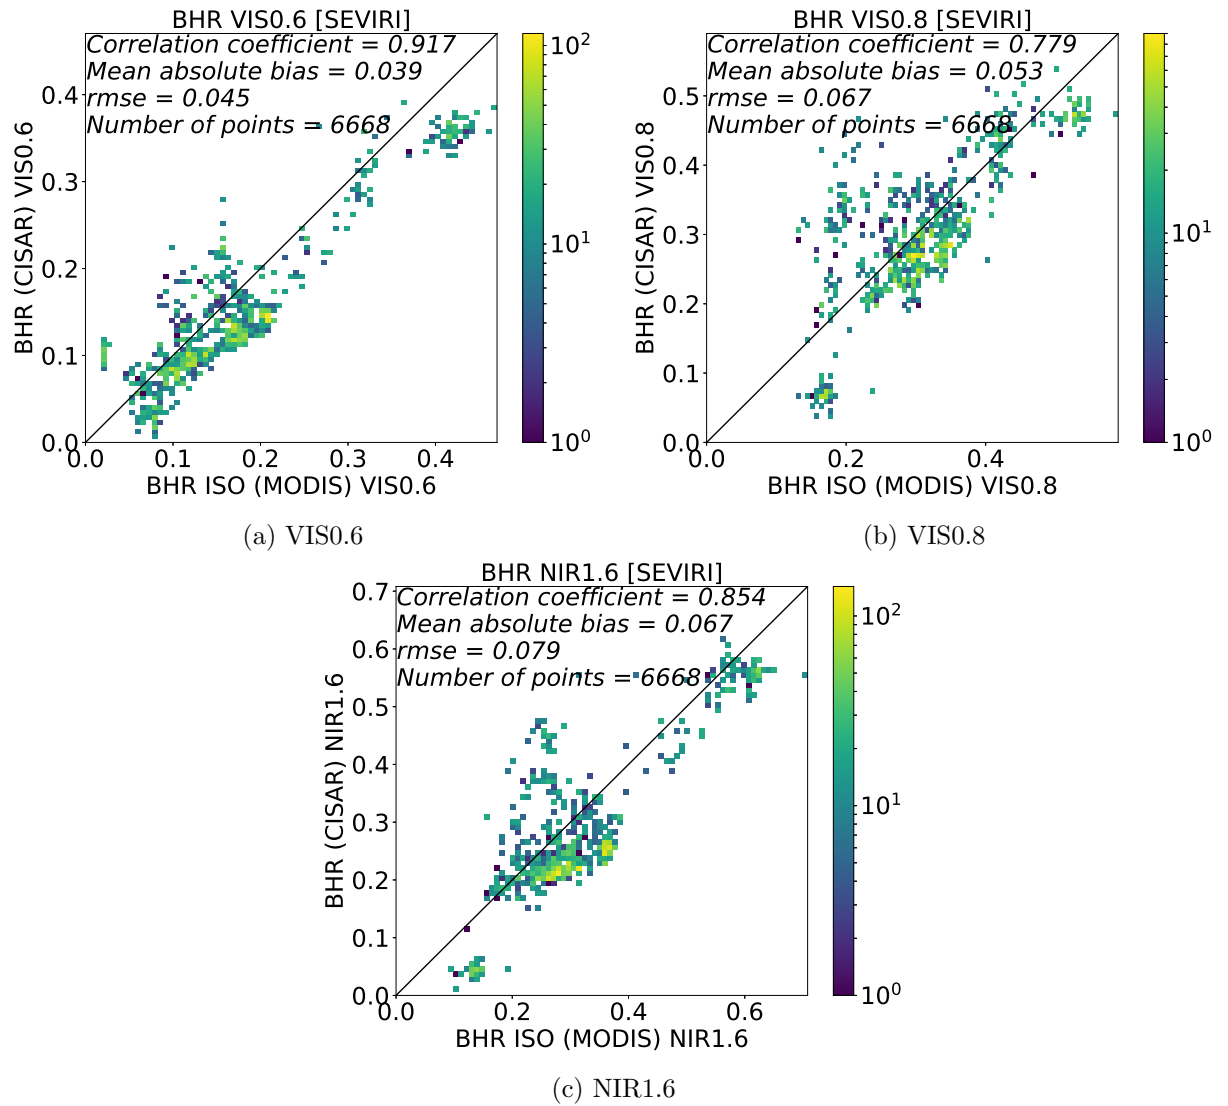 BHR VIS0.6 [SEVIRI]
Correlation coefficient = 0.917
Mean absolute bias = 0.039
rmse = 0.045
Number of points = 6668
BHR (CISAR) VIS0.6
0.4
0.3
0.2
0.1
0.0
0.0 0.1 0.2 0.3 0.4
BHR ISO (MODIS) VIS0.6
10^2
10^1
10^0
(a) VIS0.6
BHR VIS0.8 [SEVIRI]
Correlation coefficient = 0.779
Mean absolute bias = 0.053
rmse = 0.067
Number of points = 6668
BHR (CISAR) VIS0.8
0.5
0.4
0.3
0.2
0.1
0.0
0.0 0.2 0.4
BHR ISO (MODIS) VIS0.8
10^1
10^0
(b) VIS0.8
BHR NIR1.6 [SEVIRI]
Correlation coefficient = 0.854
Mean absolute bias = 0.067
rmse = 0.079
Number of points = 6668
BHR (CISAR) NIR1.6
0.7
0.6
0.5
0.4
0.3
0.2
0.1
0.0
0.0 0.2 0.4 0.6
BHR ISO (MODIS) NIR1.6
10^2
10^1
10^0
(c) NIR1.6